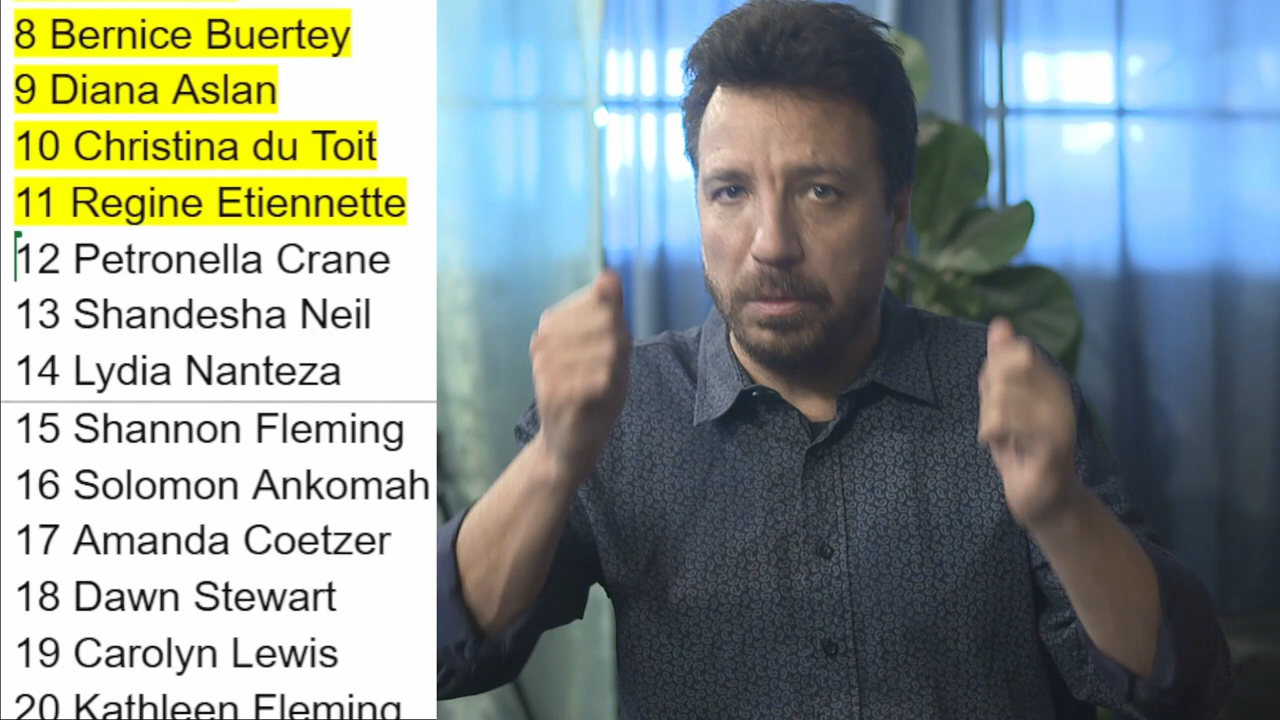 8 Bernice Buertey
9 Diana Aslan
10 Christina du Toit
11 Regine Etiennette
12 Petronella Crane
13 Shandesha Neil
14 Lydia Nanteza
15 Shannon Fleming
16 Solomon Ankomah
17 Amanda Coetzer
18 Dawn Stewart
19 Carolyn Lewis
20 Kathleen Fleming